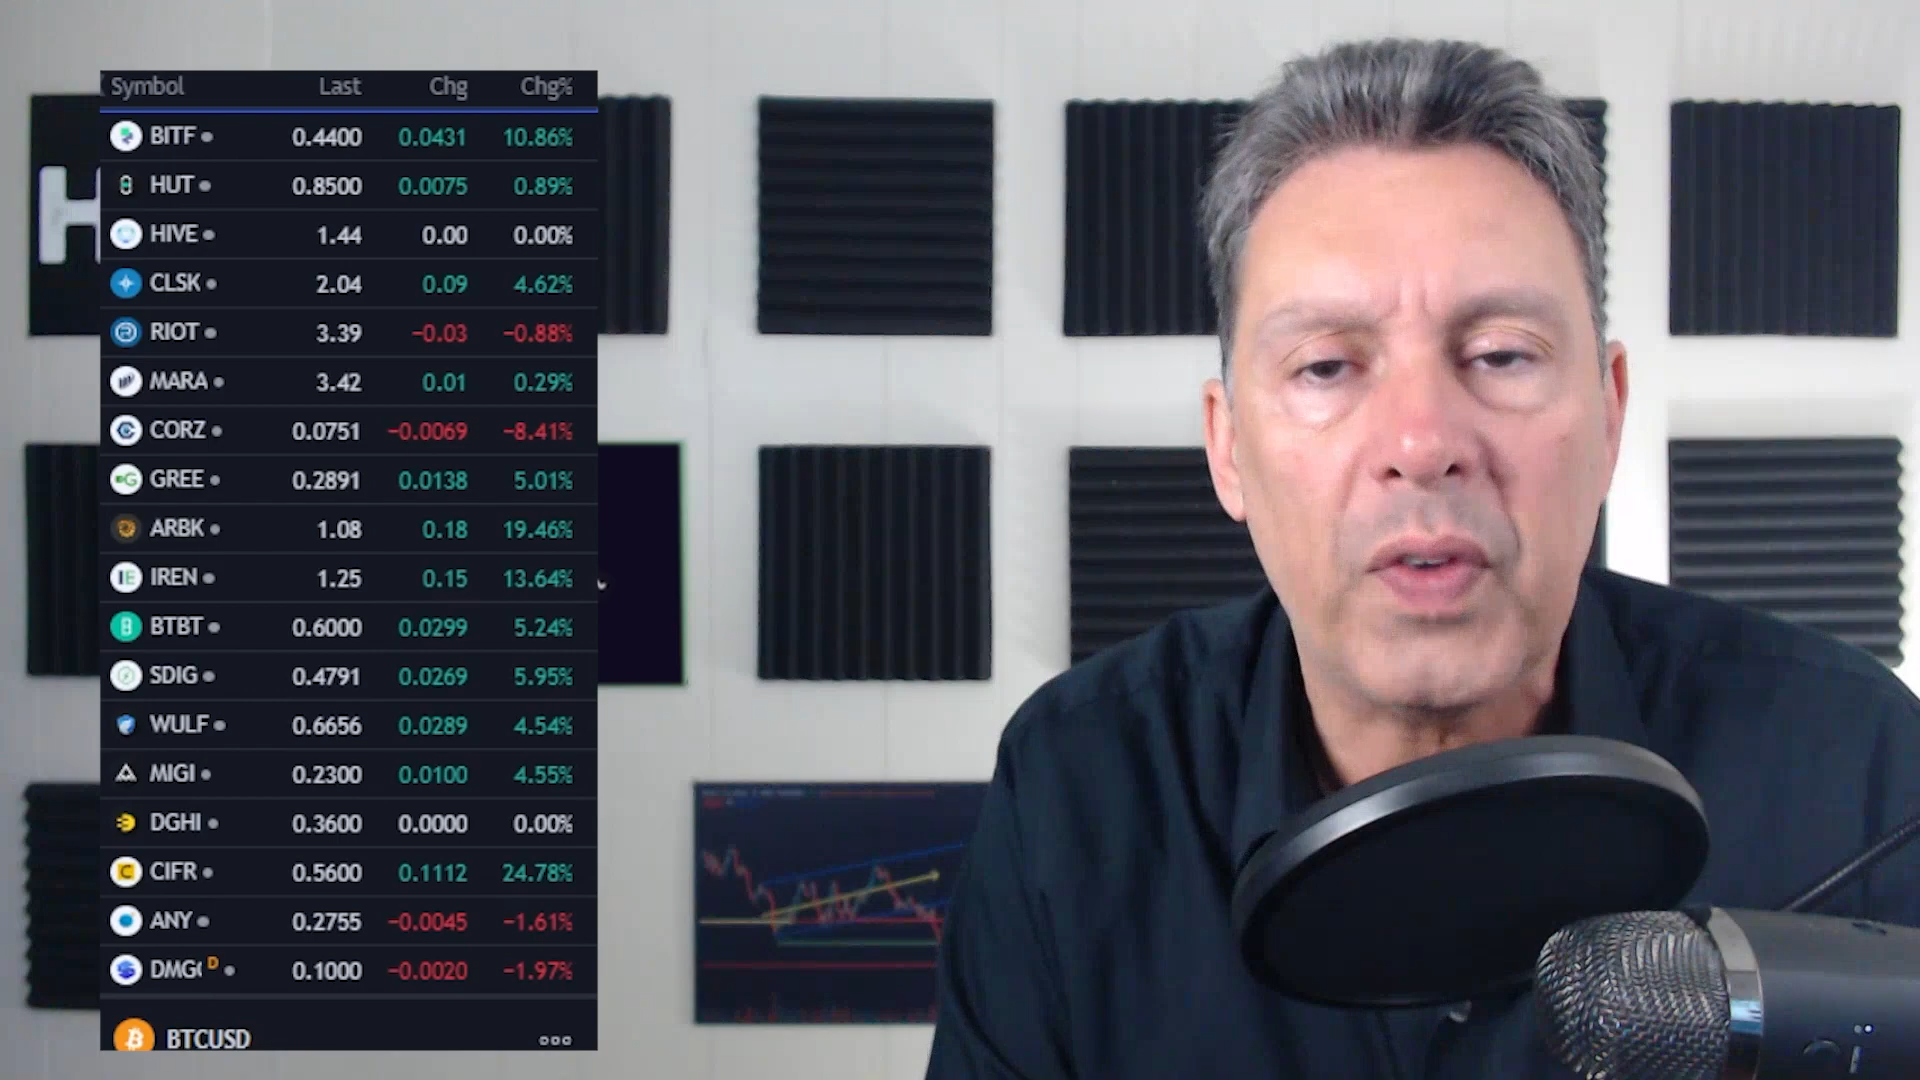 Symbol Last Chg Chg%
BITF 0.4400 0.0431 10.86%
HUT 0.8500 0.0075 0.89%
HIVE 1.44 0.00 0.00%
CLSK 2.04 0.09 4.62%
RIOT 3.39 −0.03 −0.88%
MARA 3.42 0.01 0.29%
CORZ 0.0751 −0.0069 −8.41%
GREE 0.2891 0.0138 5.01%
ARBK 1.08 0.18 19.46%
IREN 1.25 0.15 13.64%
BTBT 0.6000 0.0299 5.24%
SDIG 0.4791 0.0269 5.95%
WULF 0.6656 0.0289 4.54%
MIGI 0.2300 0.0100 4.55%
DGHI 0.3600 0.0000 0.00%
CIFR 0.5600 0.1112 24.78%
ANY 0.2755 −0.0045 −1.61%
DMG D 0.1000 −0.0020 −1.97%
BTCUSD
H